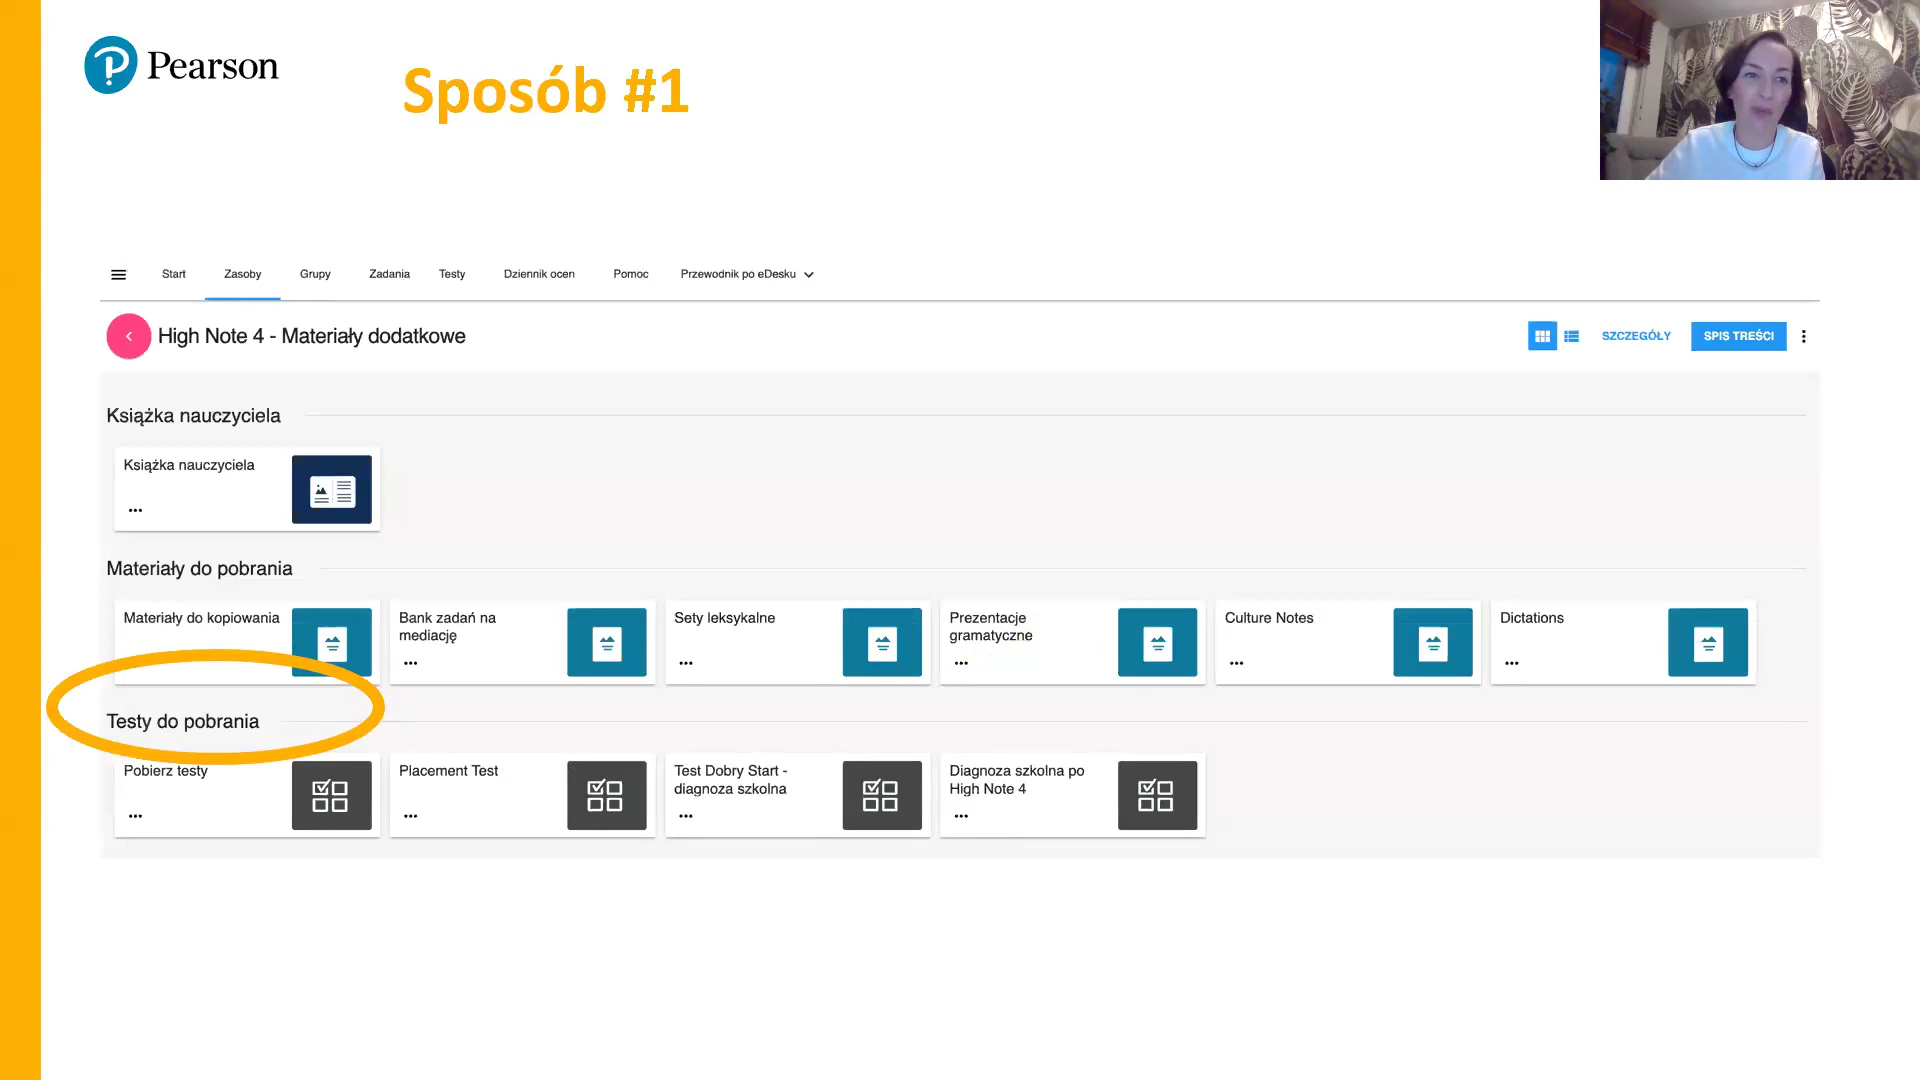 Pearson
Sposób #1
Start Zasoby Grupy Zadania Testy Dziennik ocen Pomoc Przewodnik po eDesku
High Note 4 - Materiały dodatkowe
SZCZEGÓŁY
SPIS TREŚCI
Książka nauczyciela
Książka nauczyciela
...
Materiały do pobrania
Materiały do kopiowania
Bank zadań na
mediację
...
Sety leksykalne
...
Prezentacje
gramatyczne
...
Culture Notes
...
Dictations
...
Testy do pobrania
Pobierz testy
...
Placement Test
...
Test Dobry Start -
diagnoza szkolna
...
Diagnoza szkolna po
High Note 4
...